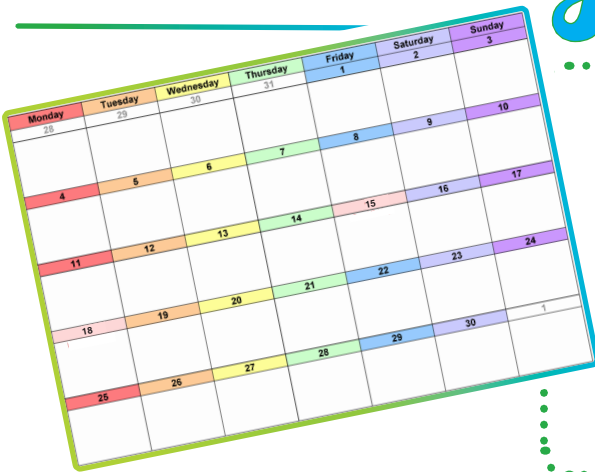 Monday Tuesday Wednesday Thursday Friday Saturday Sunday
28 29 30 31 1 2 3
4 5 6 7 8 9 10
11 12 13 14 15 16 17
18 19 20 21 22 23 24
25 26 27 28 29 30 1